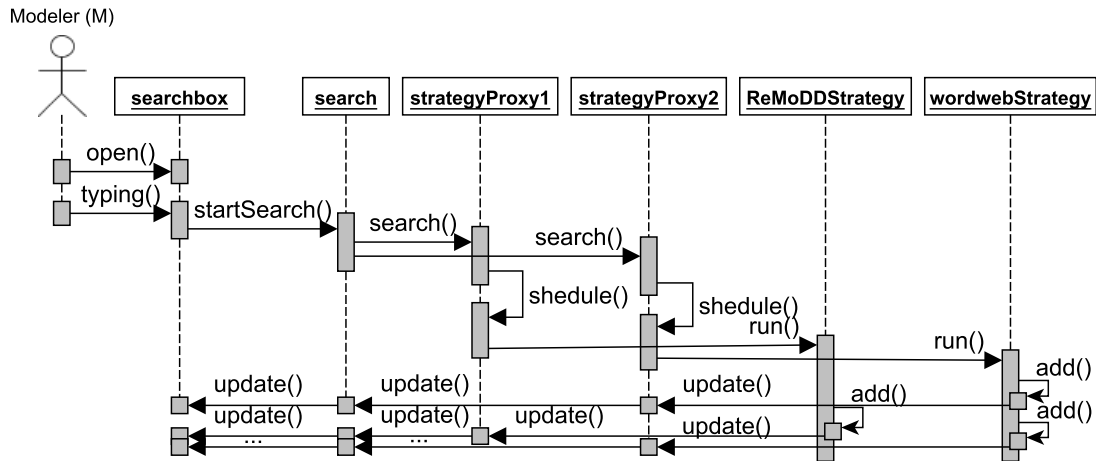 Modeler (M)
searchbox
search
strategyProxy1
strategyProxy2
ReMoDDStrategy
wordwebStrategy
open()
typing()
startSearch()
search()
search()
shedule()
shedule()
run()
run()
add()
update()
update()
update()
add()
add()
update()
update()
update()
update()
...
...